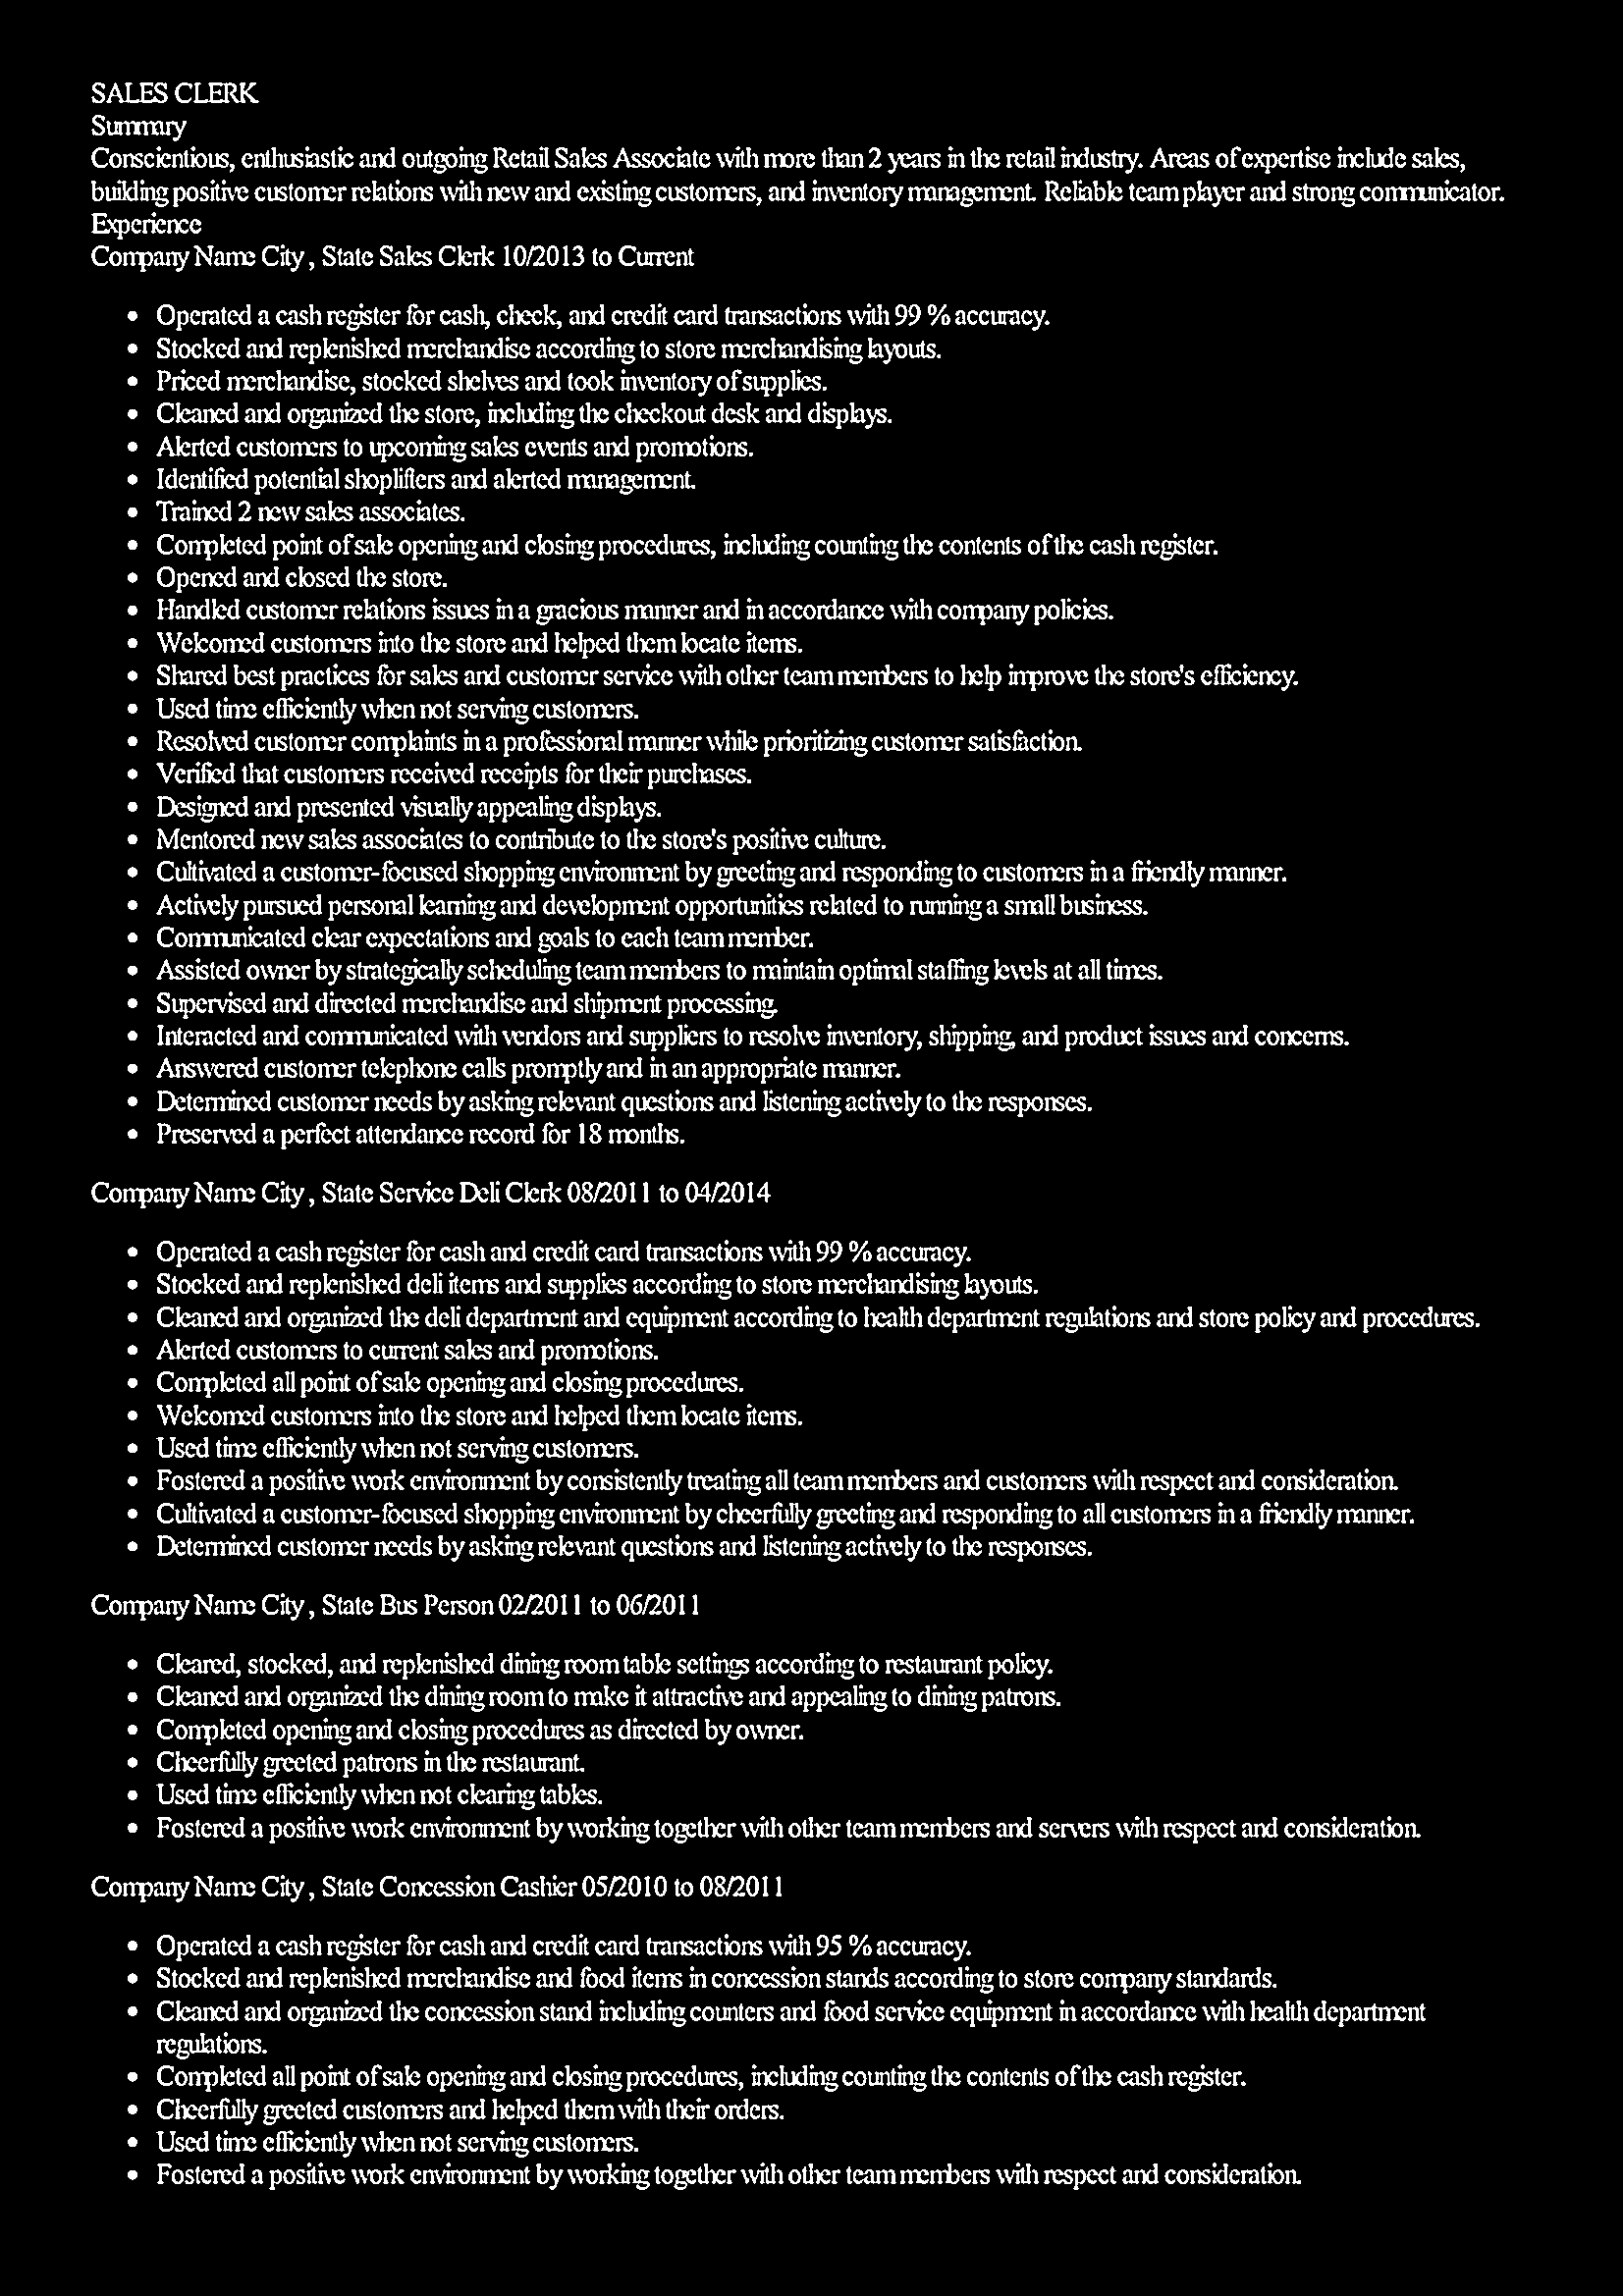 SALES CLERK
Summary
Conscientious, enthusiastic and outgoing Retail Sales Associate with more than 2 years in the retail industry. Areas of expertise include sales,
building positive customer relations with new and existing customers, and inventory management. Reliable team player and strong communicator.
Experience
Company Name City , State Sales Clerk 10/2013 to Current
• Operated a cash register for cash, check, and credit card transactions with 99 % accuracy.
• Stocked and replenished merchandise according to store merchandising layouts.
• Priced merchandise, stocked shelves and took inventory of supplies.
• Cleaned and organized the store, including the checkout desk and displays.
• Alerted customers to upcoming sales events and promotions.
• Identified potential shoplifters and alerted management.
• Trained 2 new sales associates.
• Completed point of sale opening and closing procedures, including counting the contents of the cash register.
• Opened and closed the store.
• Handled customer relations issues in a gracious manner and in accordance with company policies.
• Welcomed customers into the store and helped them locate items.
• Shared best practices for sales and customer service with other team members to help improve the store's efficiency.
• Used time efficiently when not serving customers.
• Resolved customer complaints in a professional manner while prioritizing customer satisfaction.
• Verified that customers received receipts for their purchases.
• Designed and presented visually appealing displays.
• Mentored new sales associates to contribute to the store's positive culture.
• Cultivated a customer-focused shopping environment by greeting and responding to customers in a friendly manner.
• Actively pursued personal learning and development opportunities related to running a small business.
• Communicated clear expectations and goals to each team member.
• Assisted owner by strategically scheduling team members to maintain optimal staffing levels at all times.
• Supervised and directed merchandise and shipment processing.
• Interacted and communicated with vendors and suppliers to resolve inventory, shipping, and product issues and concerns.
• Answered customer telephone calls promptly and in an appropriate manner.
• Determined customer needs by asking relevant questions and listening actively to the responses.
• Preserved a perfect attendance record for 18 months.
Company Name City , State Service Deli Clerk 08/2011 to 04/2014
• Operated a cash register for cash and credit card transactions with 99 % accuracy.
• Stocked and replenished deli items and supplies according to store merchandising layouts.
• Cleaned and organized the deli department and equipment according to health department regulations and store policy and procedures.
• Alerted customers to current sales and promotions.
• Completed all point of sale opening and closing procedures.
• Welcomed customers into the store and helped them locate items.
• Used time efficiently when not serving customers.
• Fostered a positive work environment by consistently treating all team members and customers with respect and consideration.
• Cultivated a customer-focused shopping environment by cheerfully greeting and responding to all customers in a friendly manner.
• Determined customer needs by asking relevant questions and listening actively to the responses.
Company Name City , State Bus Person 02/2011 to 06/2011
• Cleared, stocked, and replenished dining room table settings according to restaurant policy.
• Cleaned and organized the dining room to make it attractive and appealing to dining patrons.
• Completed opening and closing procedures as directed by owner.
• Cheerfully greeted patrons in the restaurant.
• Used time efficiently when not clearing tables.
• Fostered a positive work environment by working together with other team members and servers with respect and consideration.
Company Name City , State Concession Cashier 05/2010 to 08/2011
• Operated a cash register for cash and credit card transactions with 95 % accuracy.
• Stocked and replenished merchandise and food items in concession stands according to store company standards.
• Cleaned and organized the concession stand including counters and food service equipment in accordance with health department
regulations.
• Completed all point of sale opening and closing procedures, including counting the contents of the cash register.
• Cheerfully greeted customers and helped them with their orders.
• Used time efficiently when not serving customers.
• Fostered a positive work environment by working together with other team members with respect and consideration.